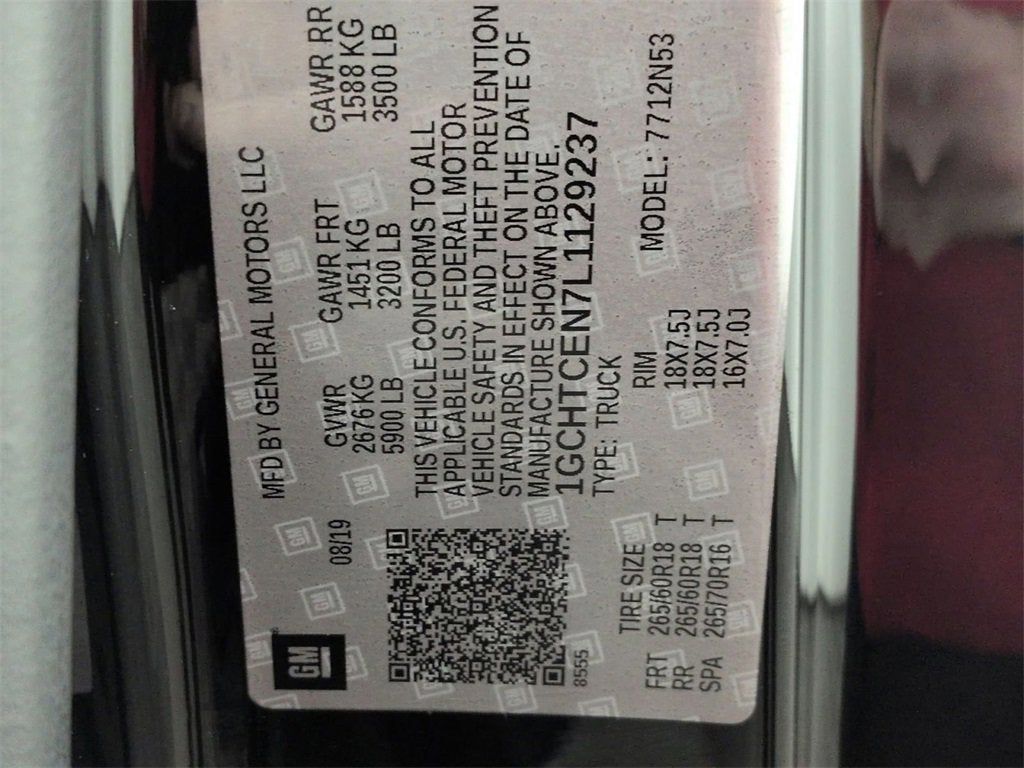 GM
MFD BY GENERAL MOTORS LLC
08/19
GVWR GAWR FRT GAWR RR
2676 KG 1451 KG 1588 KG
5900 LB 3200 LB 3500 LB
THIS VEHICLE CONFORMS TO ALL
APPLICABLE U.S. FEDERAL MOTOR
VEHICLE SAFETY AND THEFT PREVENTION
STANDARDS IN EFFECT ON THE DATE OF
MANUFACTURE SHOWN ABOVE.
1GCHTCEN7L1129237
8555
TYPE: TRUCK MODEL: 7712N53
TIRE SIZE RIM
FRT 265/60R18 T 18X7.5J
RR 265/60R18 T 18X7.5J
SPA 265/70R16 T 16X7.0J